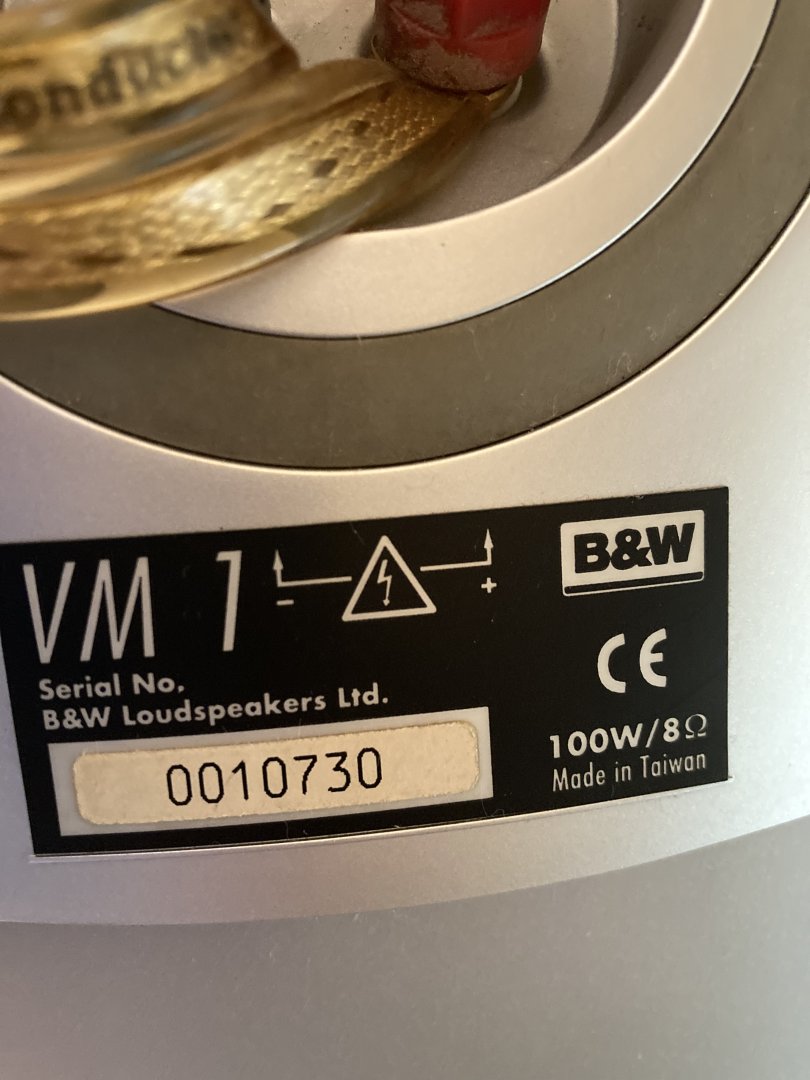 VM 1
- +
B&W
Serial No.
B&W Loudspeakers Ltd.
0010730
CE
100W/8Ω
Made in Taiwan